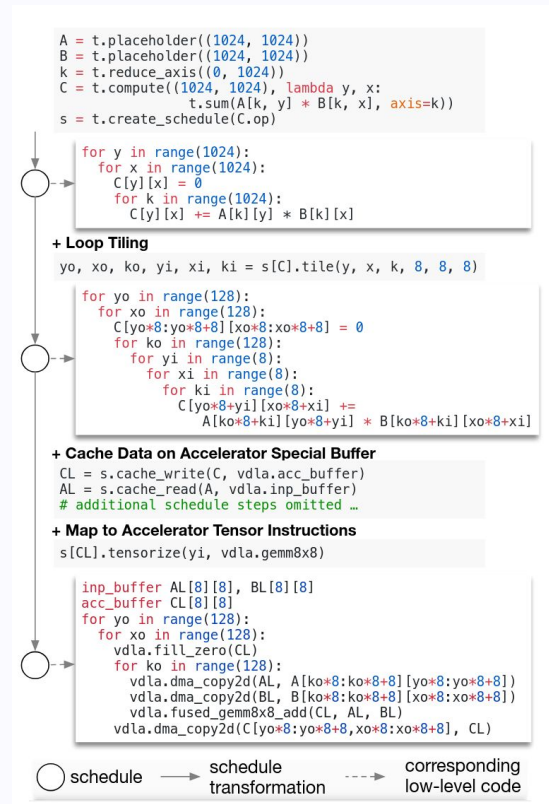 A = t.placeholder((1024, 1024))
B = t.placeholder((1024, 1024))
k = t.reduce_axis((0, 1024))
C = t.compute((1024, 1024), lambda y, x:
t.sum(A[k, y] * B[k, x], axis=k))
s = t.create_schedule(C.op)
for y in range(1024):
for x in range(1024):
C[y][x] = 0
for k in range(1024):
C[y][x] += A[k][y] * B[k][x]
+ Loop Tiling
yo, xo, ko, yi, xi, ki = s[C].tile(y, x, k, 8, 8, 8)
for yo in range(128):
for xo in range(128):
C[yo*8:yo*8+8][xo*8:xo*8+8] = 0
for ko in range(128):
for yi in range(8):
for xi in range(8):
for ki in range(8):
C[yo*8+yi][xo*8+xi] +=
A[ko*8+ki][yo*8+yi] * B[ko*8+ki][xo*8+xi]
+ Cache Data on Accelerator Special Buffer
CL = s.cache_write(C, vdla.acc_buffer)
AL = s.cache_read(A, vdla.inp_buffer)
# additional schedule steps omitted …
+ Map to Accelerator Tensor Instructions
s[CL].tensorize(yi, vdla.gemm8x8)
inp_buffer AL[8][8], BL[8][8]
acc_buffer CL[8][8]
for yo in range(128):
for xo in range(128):
vdla.fill_zero(CL)
for ko in range(128):
vdla.dma_copy2d(AL, A[ko*8:ko*8+8][yo*8:yo*8+8])
vdla.dma_copy2d(BL, B[ko*8:ko*8+8][xo*8:xo*8+8])
vdla.fused_gemm8x8_add(CL, AL, BL)
vdla.dma_copy2d(C[yo*8:yo*8+8,xo*8:xo*8+8], CL)
schedule
schedule transformation
corresponding low-level code